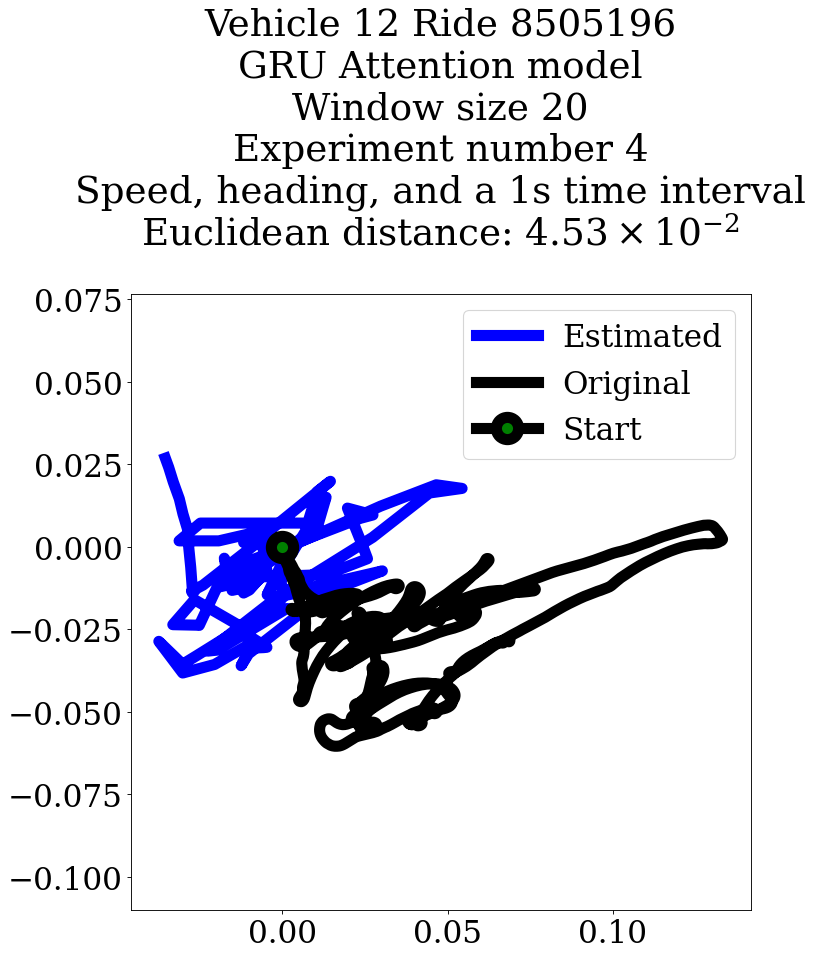 Vehicle 12 Ride 8505196
GRU Attention model
Window size 20
Experiment number 4
Speed, heading, and a 1s time interval
Euclidean distance: 4.53 × 10⁻²
0.075
0.050
0.025
0.000
−0.025
−0.050
−0.075
−0.100
Estimated
Original
Start
0.00 0.05 0.10